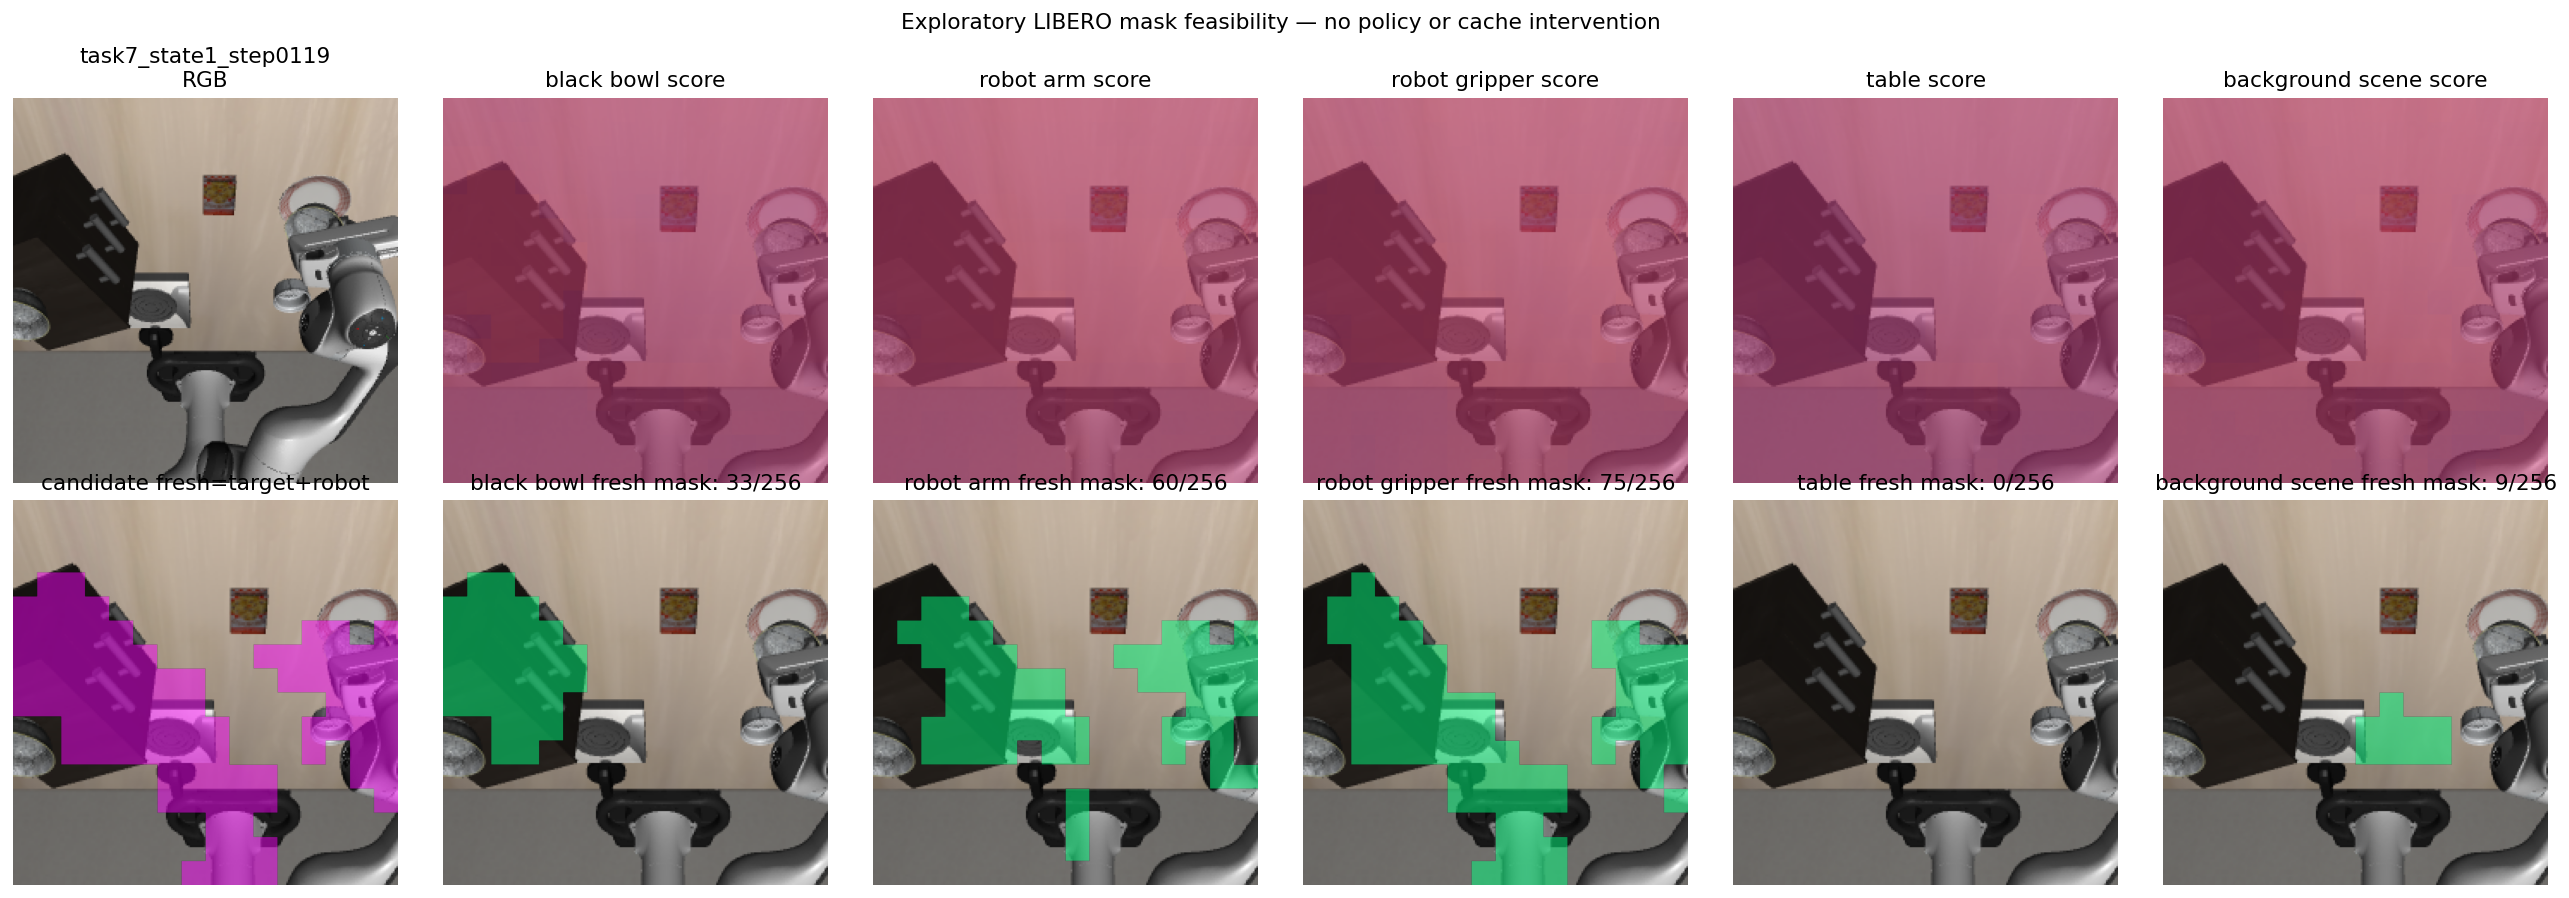 Exploratory LIBERO mask feasibility — no policy or cache intervention
task7_state1_step0119
RGB
black bowl score
robot arm score
robot gripper score
table score
background scene score
candidate fresh=target+robot
black bowl fresh mask: 33/256
robot arm fresh mask: 60/256
robot gripper fresh mask: 75/256
table fresh mask: 0/256
background scene fresh mask: 9/256